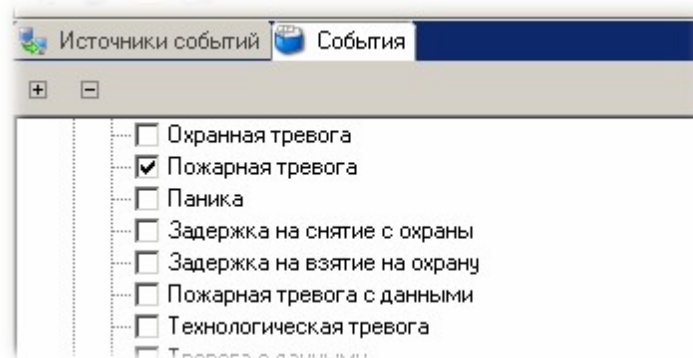 Источники событий События
Охранная тревога
Пожарная тревога
Паника
Задержка на снятие с охраны
Задержка на взятие на охрану
Пожарная тревога с данными
Технологическая тревога